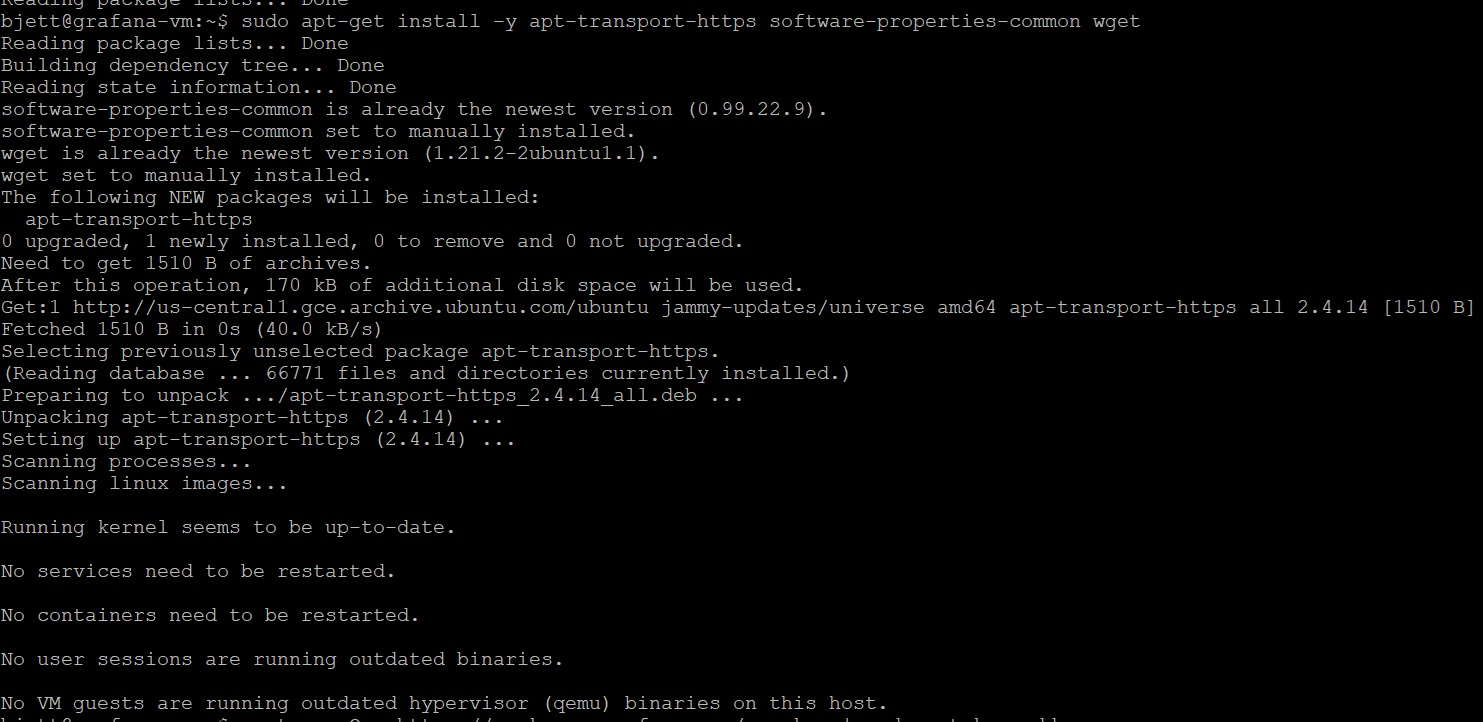 Reading package lists... Done
bjett@grafana-vm:~$ sudo apt-get install -y apt-transport-https software-properties-common wget
Reading package lists... Done
Building dependency tree... Done
Reading state information... Done
software-properties-common is already the newest version (0.99.22.9).
software-properties-common set to manually installed.
wget is already the newest version (1.21.2-2ubuntu1.1).
wget set to manually installed.
The following NEW packages will be installed:
  apt-transport-https
0 upgraded, 1 newly installed, 0 to remove and 0 not upgraded.
Need to get 1510 B of archives.
After this operation, 170 kB of additional disk space will be used.
Get:1 http://us-central1.gce.archive.ubuntu.com/ubuntu jammy-updates/universe amd64 apt-transport-https all 2.4.14 [1510 B]
Fetched 1510 B in 0s (40.0 kB/s)
Selecting previously unselected package apt-transport-https.
(Reading database ... 66771 files and directories currently installed.)
Preparing to unpack .../apt-transport-https_2.4.14_all.deb ...
Unpacking apt-transport-https (2.4.14) ...
Setting up apt-transport-https (2.4.14) ...
Scanning processes...
Scanning linux images...
Running kernel seems to be up-to-date.
No services need to be restarted.
No containers need to be restarted.
No user sessions are running outdated binaries.
No VM guests are running outdated hypervisor (qemu) binaries on this host.